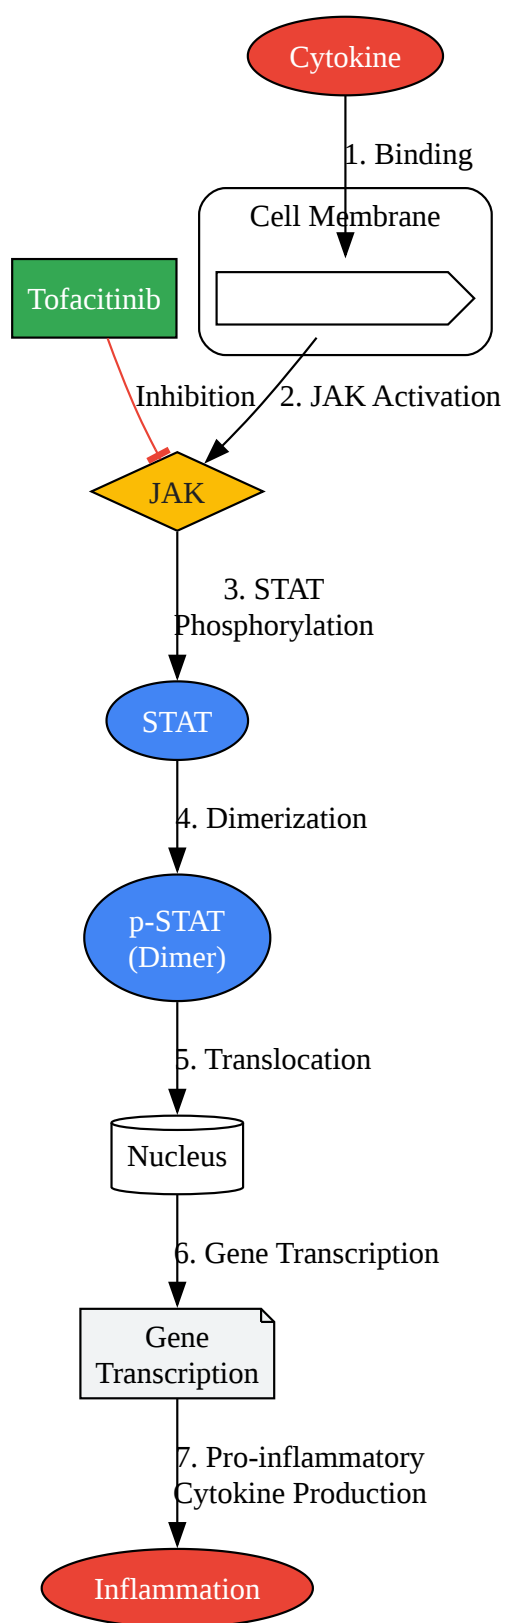 Cytokine
1. Binding
Cell Membrane
Tofacitinib
Inhibition
2. JAK Activation
JAK
3. STAT
Phosphorylation
STAT
4. Dimerization
p-STAT
(Dimer)
5. Translocation
Nucleus
6. Gene Transcription
Gene
Transcription
7. Pro-inflammatory
Cytokine Production
Inflammation